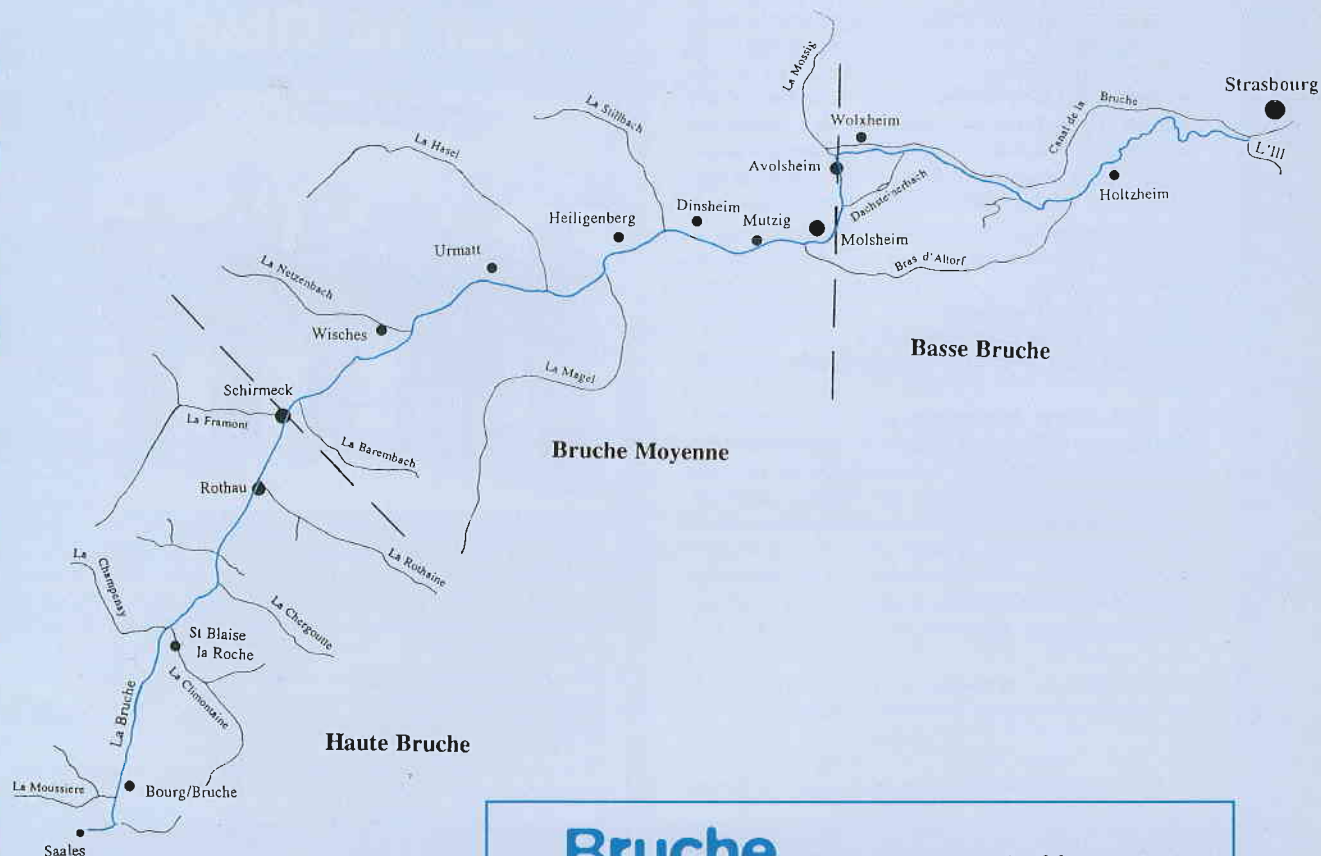 La Mossig
Strasbourg
Canal de la Bruche
Wolxheim
La Stillbach
La Hasel
Avolsheim
L'Ill
Dachsteinerbach
Holtzheim
Dinsheim
Heiligenberg
Mutzig
Molsheim
Urmatt
Bras d'Altorf
La Netzenbach
Wisches
Basse Bruche
La Magel
Schirmeck
La Framont
La Barembach
Bruche Moyenne
Rothau
La Rothaine
La Champenay
La Chergoutte
St Blaise
la Roche
La Climontaine
La Bruche
Haute Bruche
La Moussiere
Bourg/Bruche
Saales
Bruche